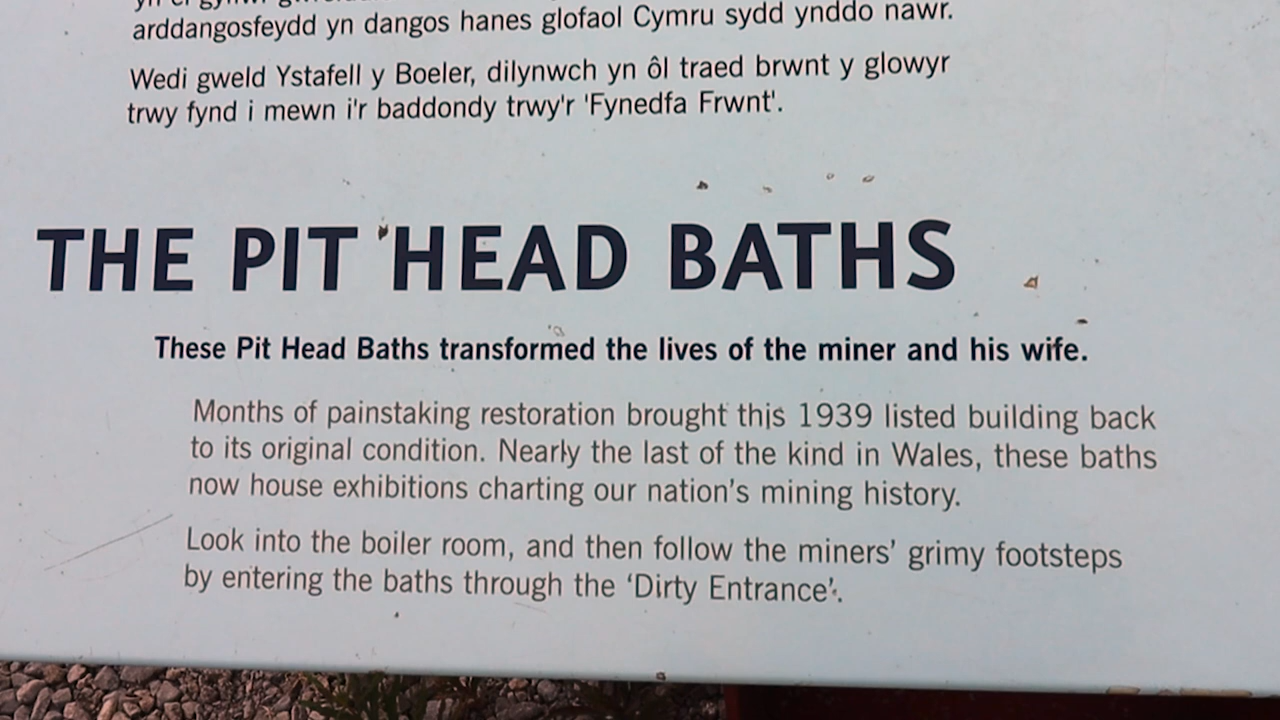 arddangosfeydd yn dangos hanes glofaol Cymru sydd ynddo nawr.
Wedi gweld Ystafell y Boeler, dilynwch yn ôl traed brwnt y glowyr
trwy fynd i mewn i'r baddondy trwy'r 'Fynedfa Frwnt'.
THE PIT HEAD BATHS
These Pit Head Baths transformed the lives of the miner and his wife.
Months of painstaking restoration brought this 1939 listed building back
to its original condition. Nearly the last of the kind in Wales, these baths
now house exhibitions charting our nation's mining history.
Look into the boiler room, and then follow the miners' grimy footsteps
by entering the baths through the 'Dirty Entrance'.